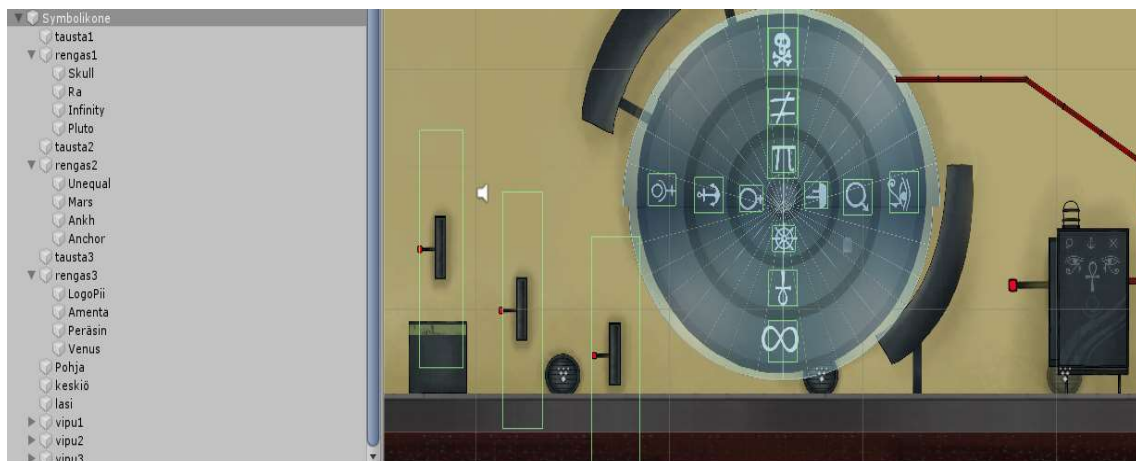 Symbolikone
tausta1
rengas1
Skull
Ra
Infinity
Pluto
tausta2
rengas2
Unequal
Mars
Ankh
Anchor
tausta3
rengas3
LogoPii
Amenta
Peräsin
Venus
Pohja
keskiö
lasi
vipu1
vipu2
vipu3